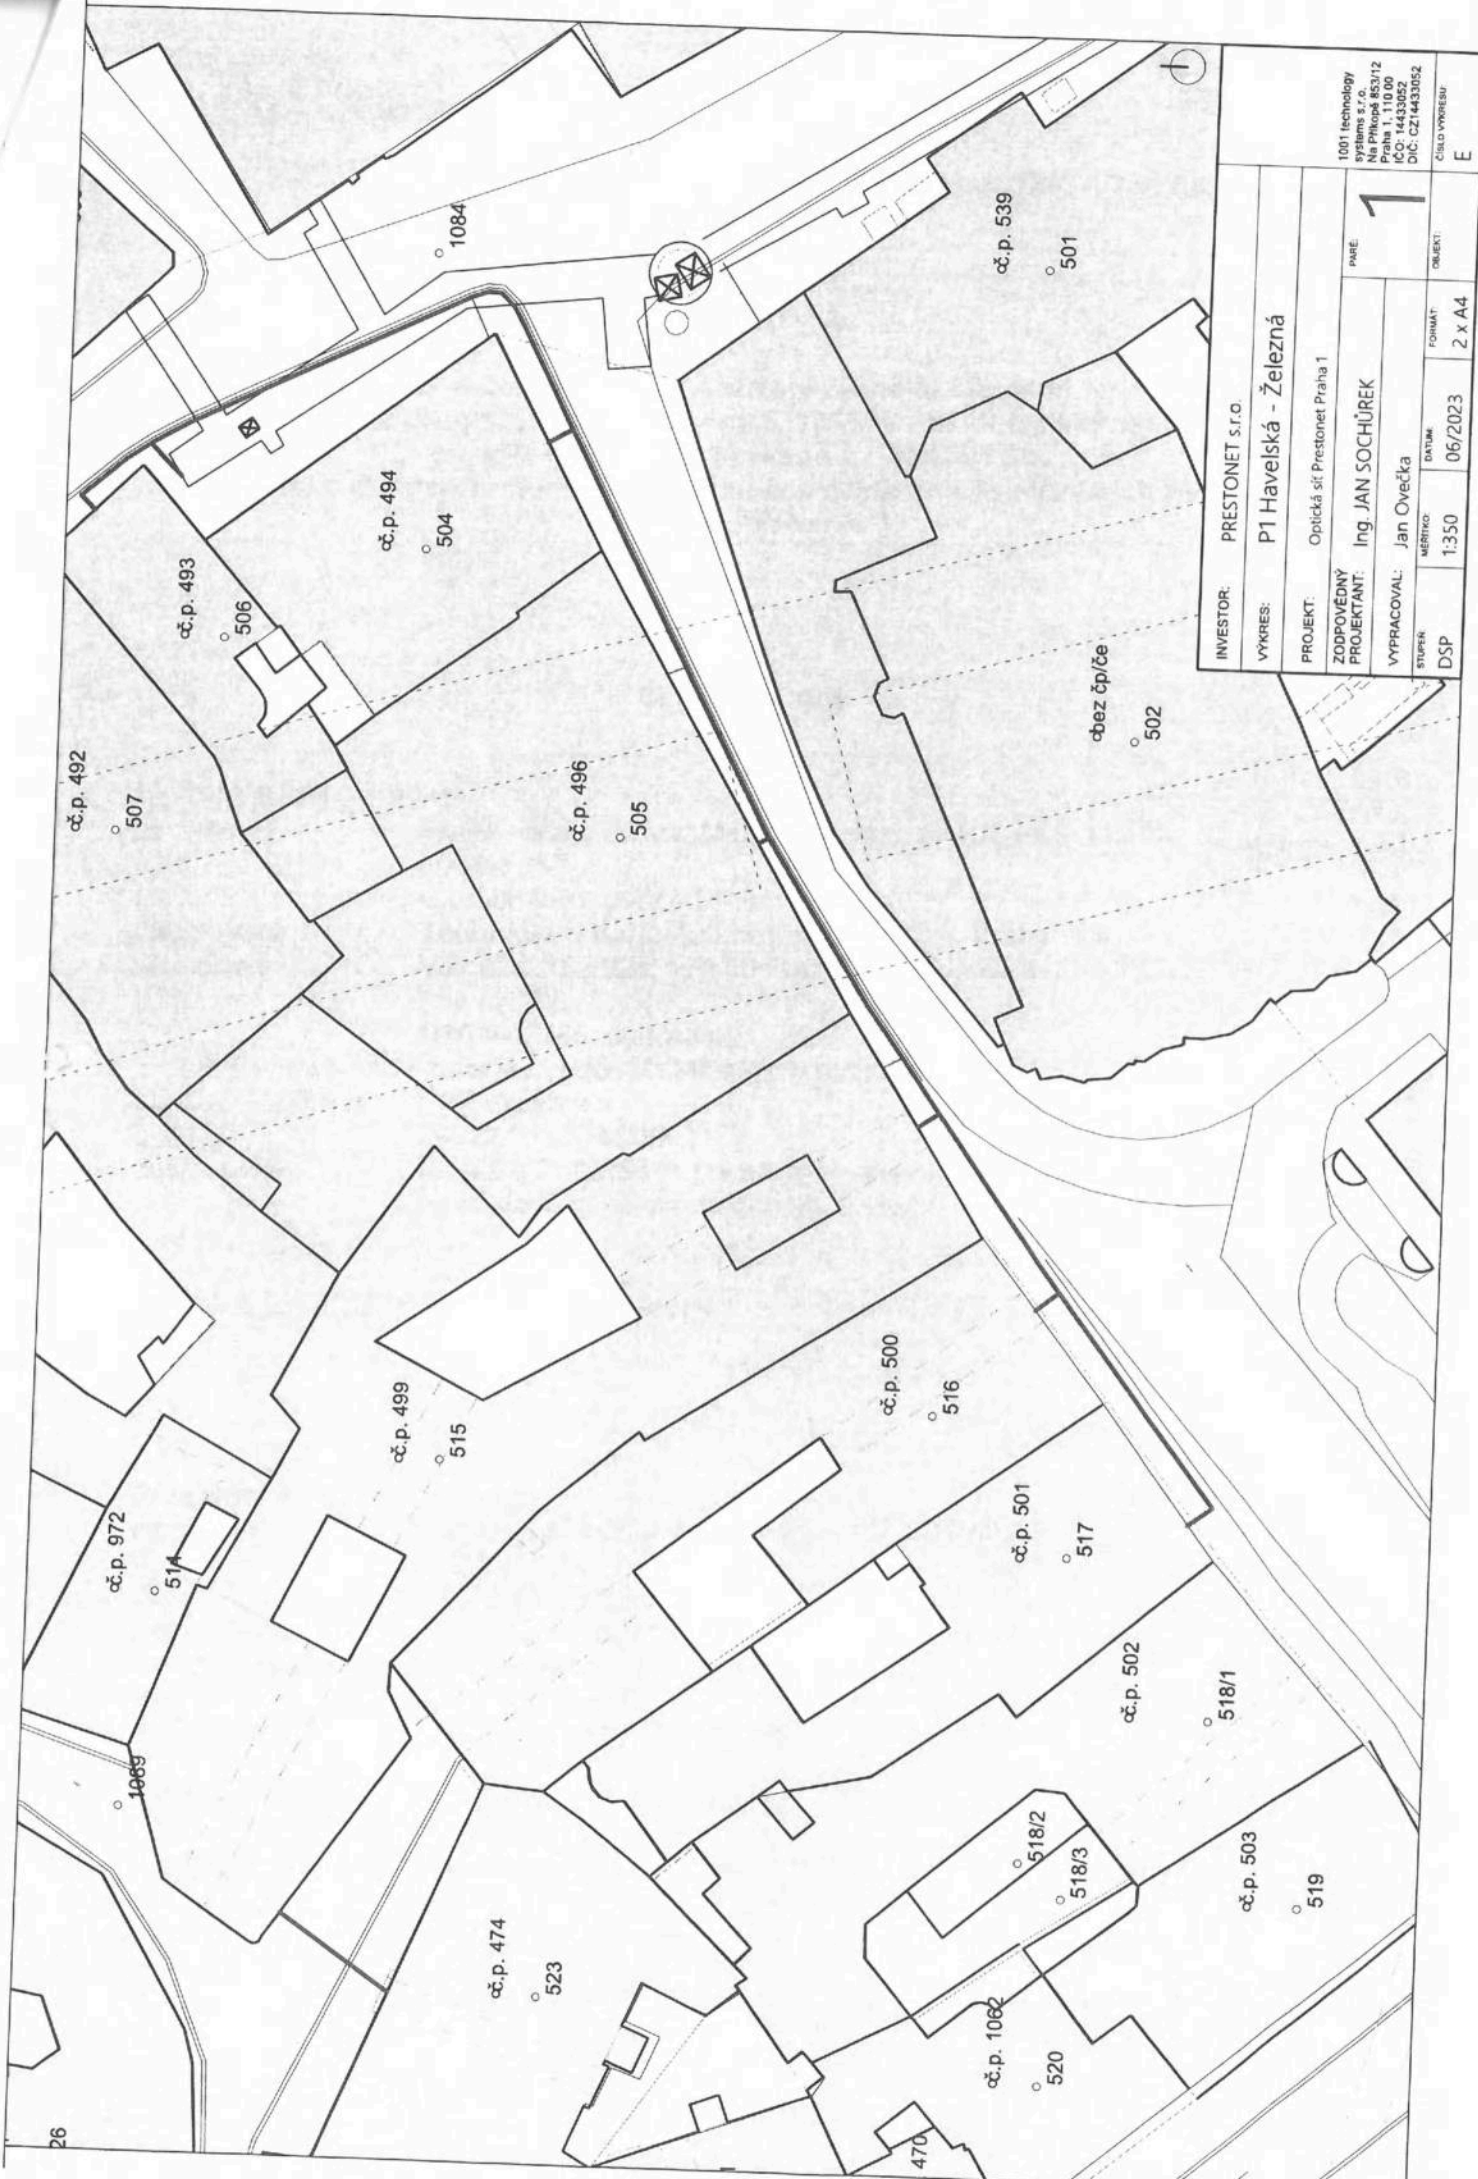 č.p. 492
507
č.p. 493
506
č.p. 494
504
1084
č.p. 496
505
č.p. 539
501
bez čp/če
502
č.p. 499
515
č.p. 500
516
č.p. 501
517
č.p. 502
518/1
518/2
518/3
č.p. 503
519
č.p. 972
514
1089
č.p. 474
523
č.p. 1062
520
470
26
INVESTOR: PRESTONET s.r.o.
VÝKRES: P1 Havelská - Železná
PROJEKT: Optická síť Prestonet Praha 1
ZODPOVĚDNÝ
PROJEKTANT: Ing. JAN SOCHŮREK
VYPRACOVAL: Jan Ovečka
PARÉ:
1
1001 technology
systems s.r.o.
Na Příkopě 853/12
Praha 1, 110 00
IČO: 14433052
DIČ: CZ14433052
STUPEŇ: MĚŘÍTKO: DATUM: FORMÁT: OBJEKT: ČÍSLO VÝKRESU:
DSP 1:350 06/2023 2 x A4 E